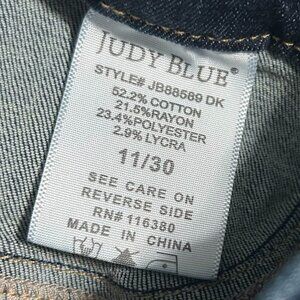 JUDY BLUE
STYLE# JB88589 DK
52.2% COTTON
21.5%RAYON
23.4%POLYESTER
2.9% LYCRA
11/30
SEE CARE ON
REVERSE SIDE
RN# 116380
MADE IN CHINA